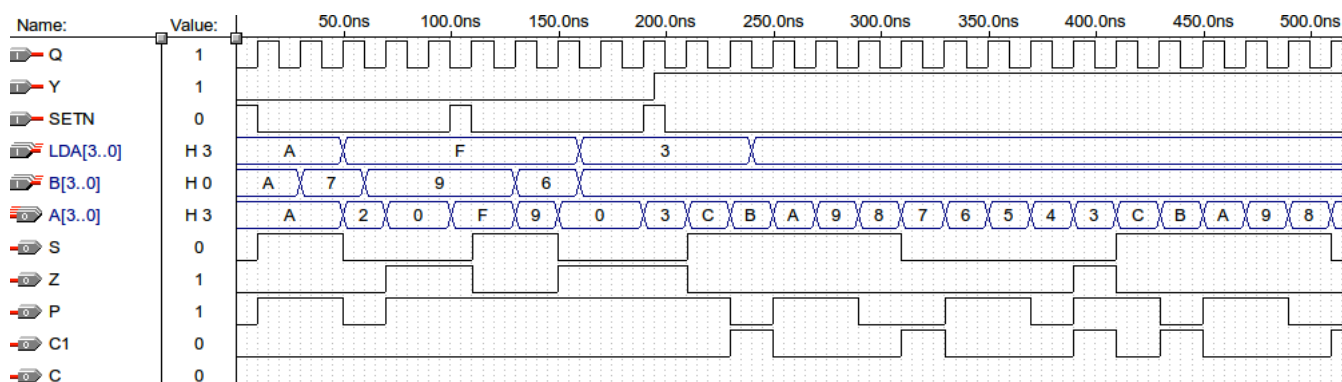 Name: Value: 50.0ns 100.0ns 150.0ns 200.0ns 250.0ns 300.0ns 350.0ns 400.0ns 450.0ns 500.0ns
Q 1
Y 1
SETN 0
LDA[3..0] H 3 A F 3
B[3..0] H 0 A 7 9 6
A[3..0] H 3 A 2 0 F 9 0 3 C B A 9 8 7 6 5 4 3 C B A 9 8
S 0
Z 1
P 1
C1 0
C 0